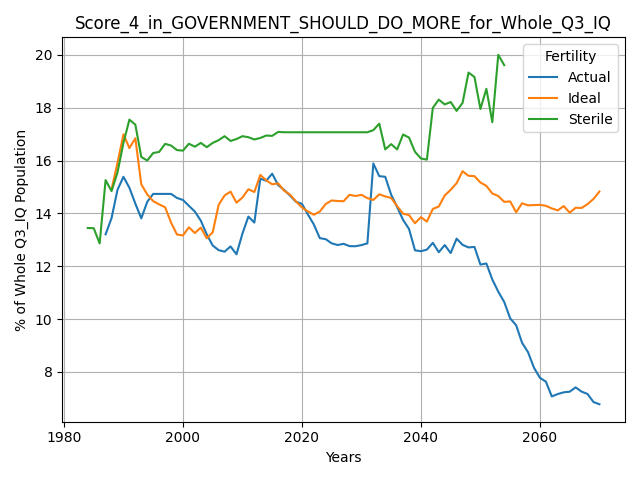 Score_4_in_GOVERNMENT_SHOULD_DO_MORE_for_Whole_Q3_IQ
% of Whole Q3_IQ Population
20
18
16
14
12
10
8
Fertility
Actual
Ideal
Sterile
1980
2000
2020
2040
2060
Years